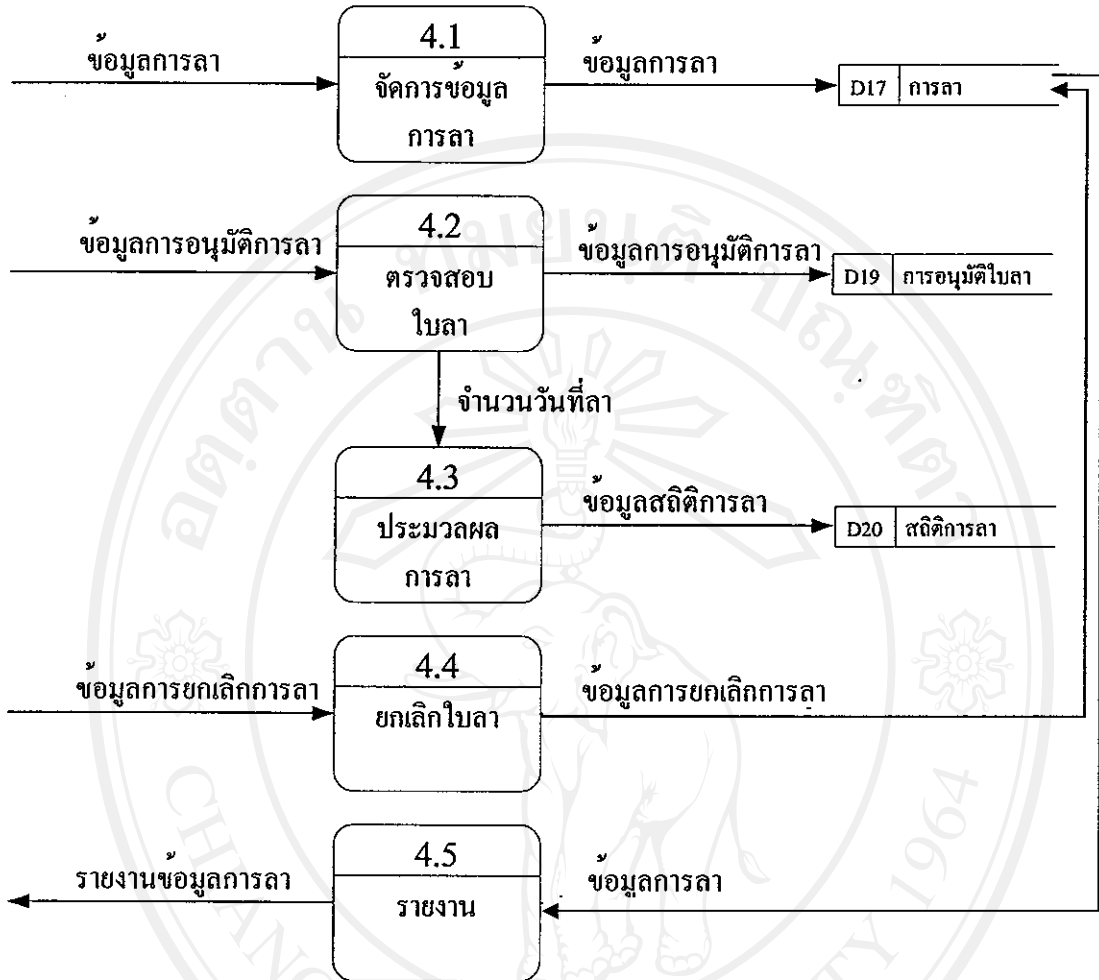 4.1
ข้อมูลการลา
ข้อมูลการลา
จัดการข้อมูล
การลา
D17 การลา
4.2
ข้อมูลการอนุมัติการลา
ข้อมูลการอนุมัติการลา
ตรวจสอบ
ใบลา
D19 การอนุมัติใบลา
จำนวนวันที่ลา
4.3
ข้อมูลสถิติการลา
ประมวลผล
การลา
D20 สถิติการลา
4.4
ข้อมูลการยกเลิกการลา
ข้อมูลการยกเลิกการลา
ยกเลิกใบลา
4.5
รายงานข้อมูลการลา
ข้อมูลการลา
รายงาน
1964